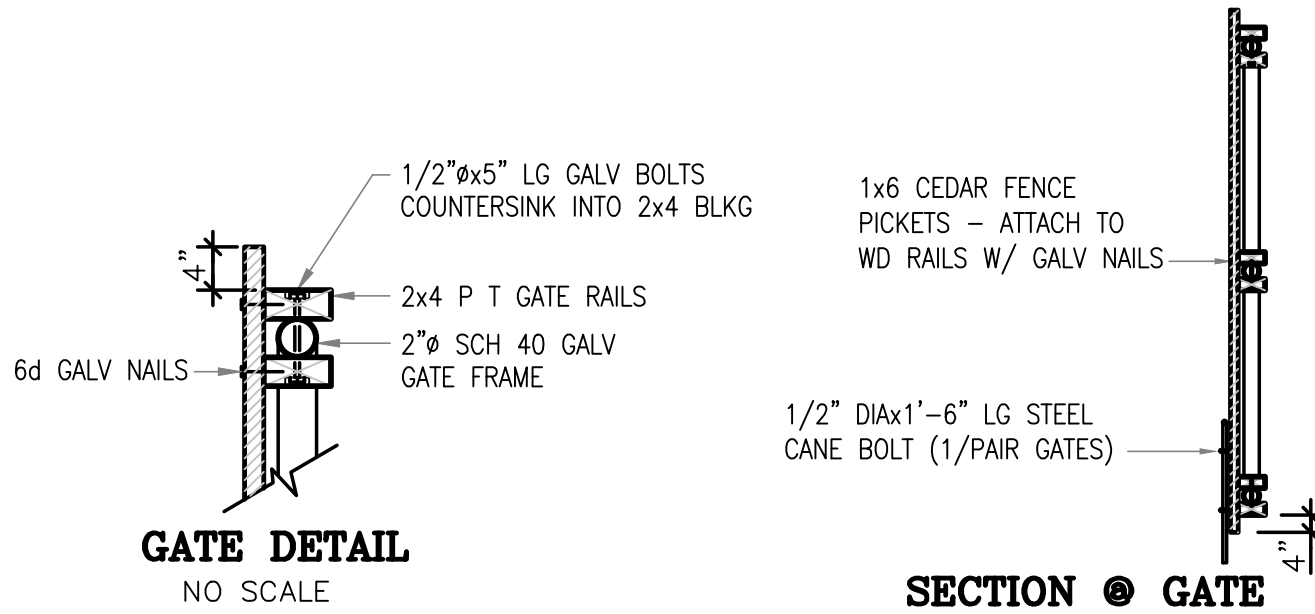 1/2"øx5" LG GALV BOLTS
COUNTERSINK INTO 2x4 BLKG
4"
2x4 P T GATE RAILS
2"ø SCH 40 GALV
GATE FRAME
6d GALV NAILS
GATE DETAIL
NO SCALE
1x6 CEDAR FENCE
PICKETS – ATTACH TO
WD RAILS W/ GALV NAILS
1/2" DIAx1'-6" LG STEEL
CANE BOLT (1/PAIR GATES)
4"
SECTION @ GATE